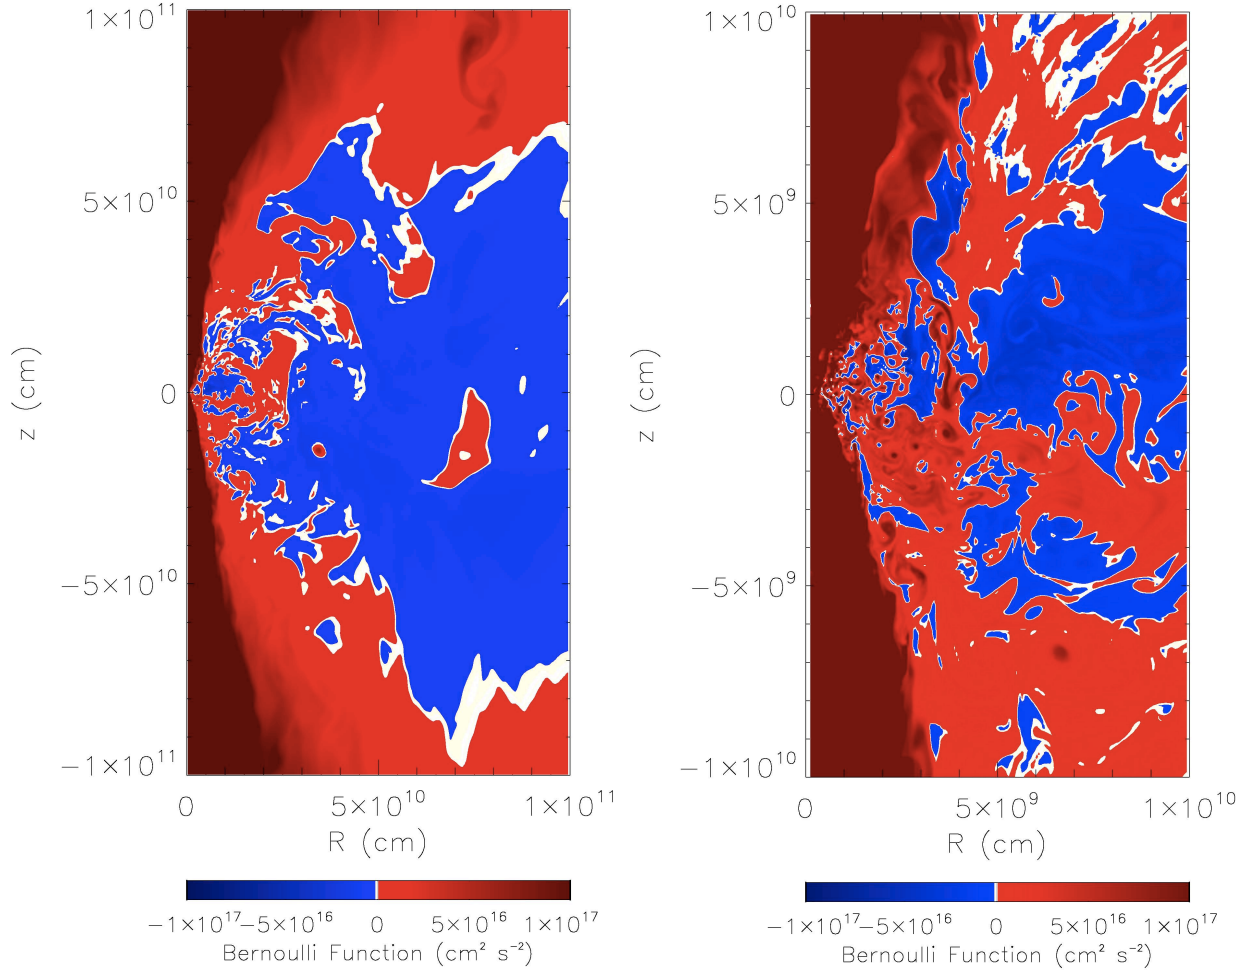 1×10¹¹
5×10¹⁰
0
−5×10¹⁰
−1×10¹¹
z (cm)
0 5×10¹⁰ 1×10¹¹
R (cm)
−1×10¹⁷−5×10¹⁶ 0 5×10¹⁶ 1×10¹⁷
Bernoulli Function (cm² s⁻²)
1×10¹⁰
5×10⁹
0
−5×10⁹
−1×10¹⁰
z (cm)
0 5×10⁹ 1×10¹⁰
R (cm)
−1×10¹⁷−5×10¹⁶ 0 5×10¹⁶ 1×10¹⁷
Bernoulli Function (cm² s⁻²)